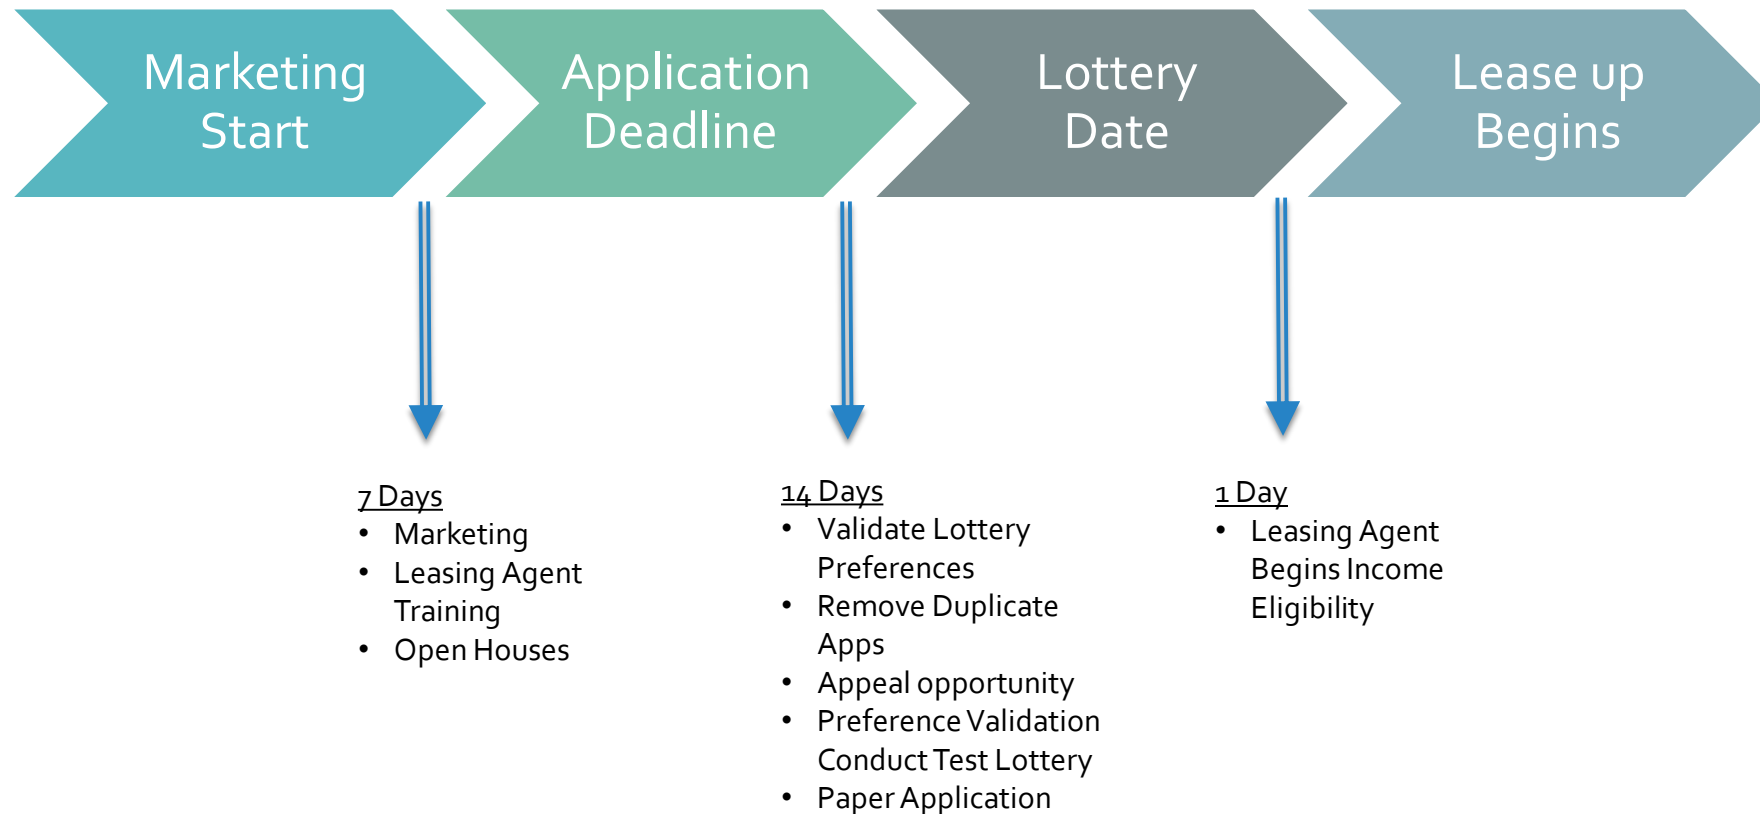 Marketing
Start
Application
Deadline
Lottery
Date
Lease up
Begins
7 Days
• Marketing
• Leasing Agent
Training
• Open Houses
14 Days
• Validate Lottery
Preferences
• Remove Duplicate
Apps
• Appeal opportunity
• Preference Validation
Conduct Test Lottery
• Paper Application
1 Day
• Leasing Agent
Begins Income
Eligibility